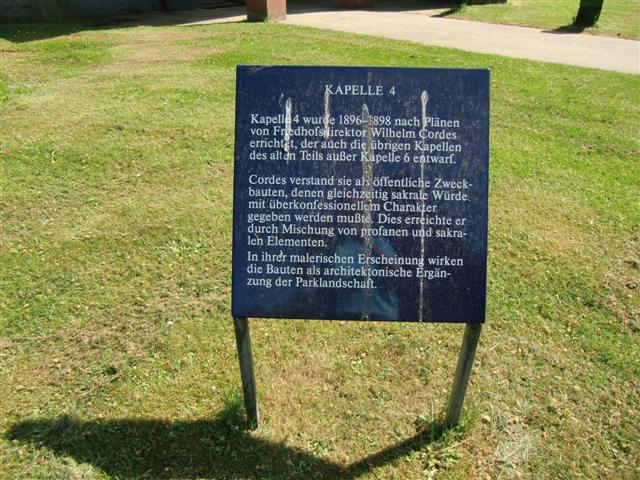 KAPELLE 4
Kapelle 4 wurde 1896–1898 nach Plänen
von Friedhofsdirektor Wilhelm Cordes
errichtet, der auch die übrigen Kapellen
des alten Teils außer Kapelle 6 entwarf.
Cordes verstand sie als öffentliche Zweck-
bauten, denen gleichzeitig sakrale Würde
mit überkonfessionellem Charakter
gegeben werden mußte. Dies erreichte er
durch Mischung von profanen und sakra-
len Elementen.
In ihrer malerischen Erscheinung wirken
die Bauten als architektonische Ergän-
zung der Parklandschaft.